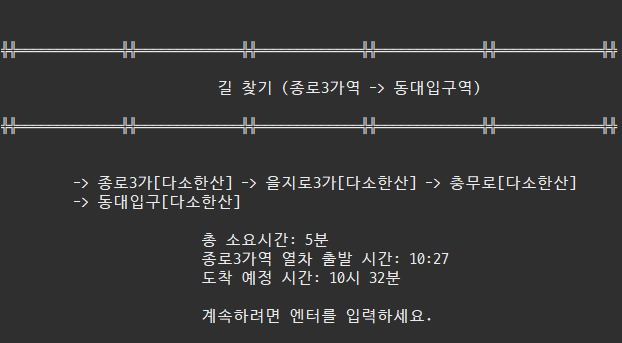 길 찾기 (종로3가역 -> 동대입구역)
-> 종로3가[다소한산] -> 을지로3가[다소한산] -> 충무로[다소한산]
-> 동대입구[다소한산]
총 소요시간: 5분
종로3가역 열차 출발 시간: 10:27
도착 예정 시간: 10시 32분
계속하려면 엔터를 입력하세요.